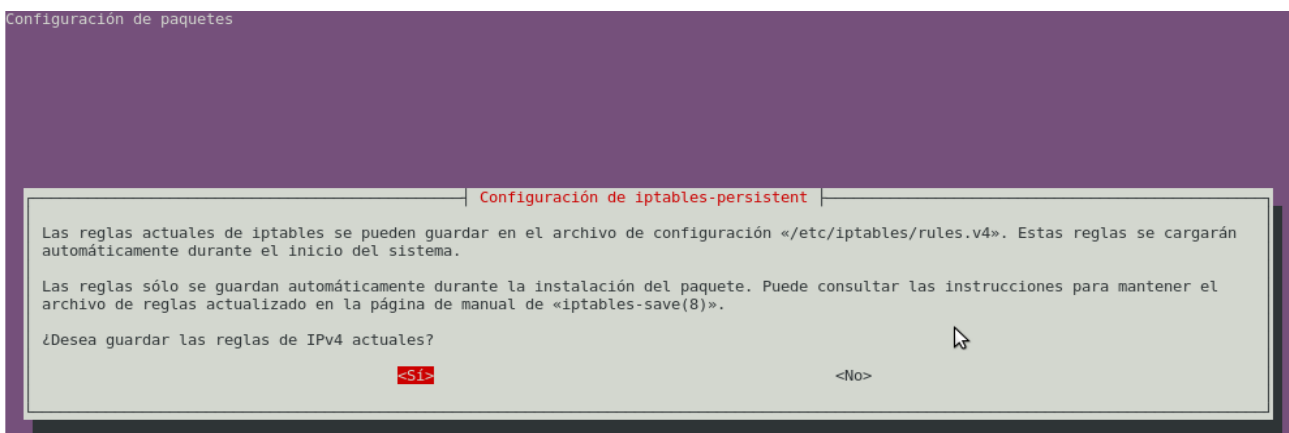 Configuración de paquetes
Configuración de iptables-persistent
Las reglas actuales de iptables se pueden guardar en el archivo de configuración «/etc/iptables/rules.v4». Estas reglas se cargarán
automáticamente durante el inicio del sistema.
Las reglas sólo se guardan automáticamente durante la instalación del paquete. Puede consultar las instrucciones para mantener el
archivo de reglas actualizado en la página de manual de «iptables-save(8)».
¿Desea guardar las reglas de IPv4 actuales?
<Sí> <No>